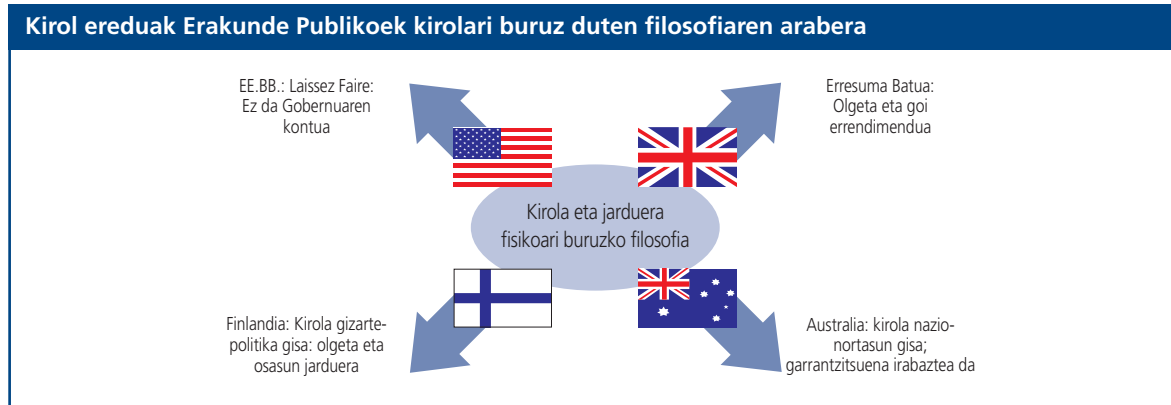 Kirol ereduak Erakunde Publikoek kirolari buruz duten filosofiaren arabera
EE.BB.: Laissez Faire:
Ez da Gobernuaren
kontua
Erresuma Batua:
Olgeta eta goi
errendimendua
Kirola eta jarduera
fisikoari buruzko filosofia
Finlandia: Kirola gizarte-
politika gisa: olgeta eta
osasun jarduera
Australia: kirola nazio-
nortasun gisa;
garrantzitsuena irabaztea da